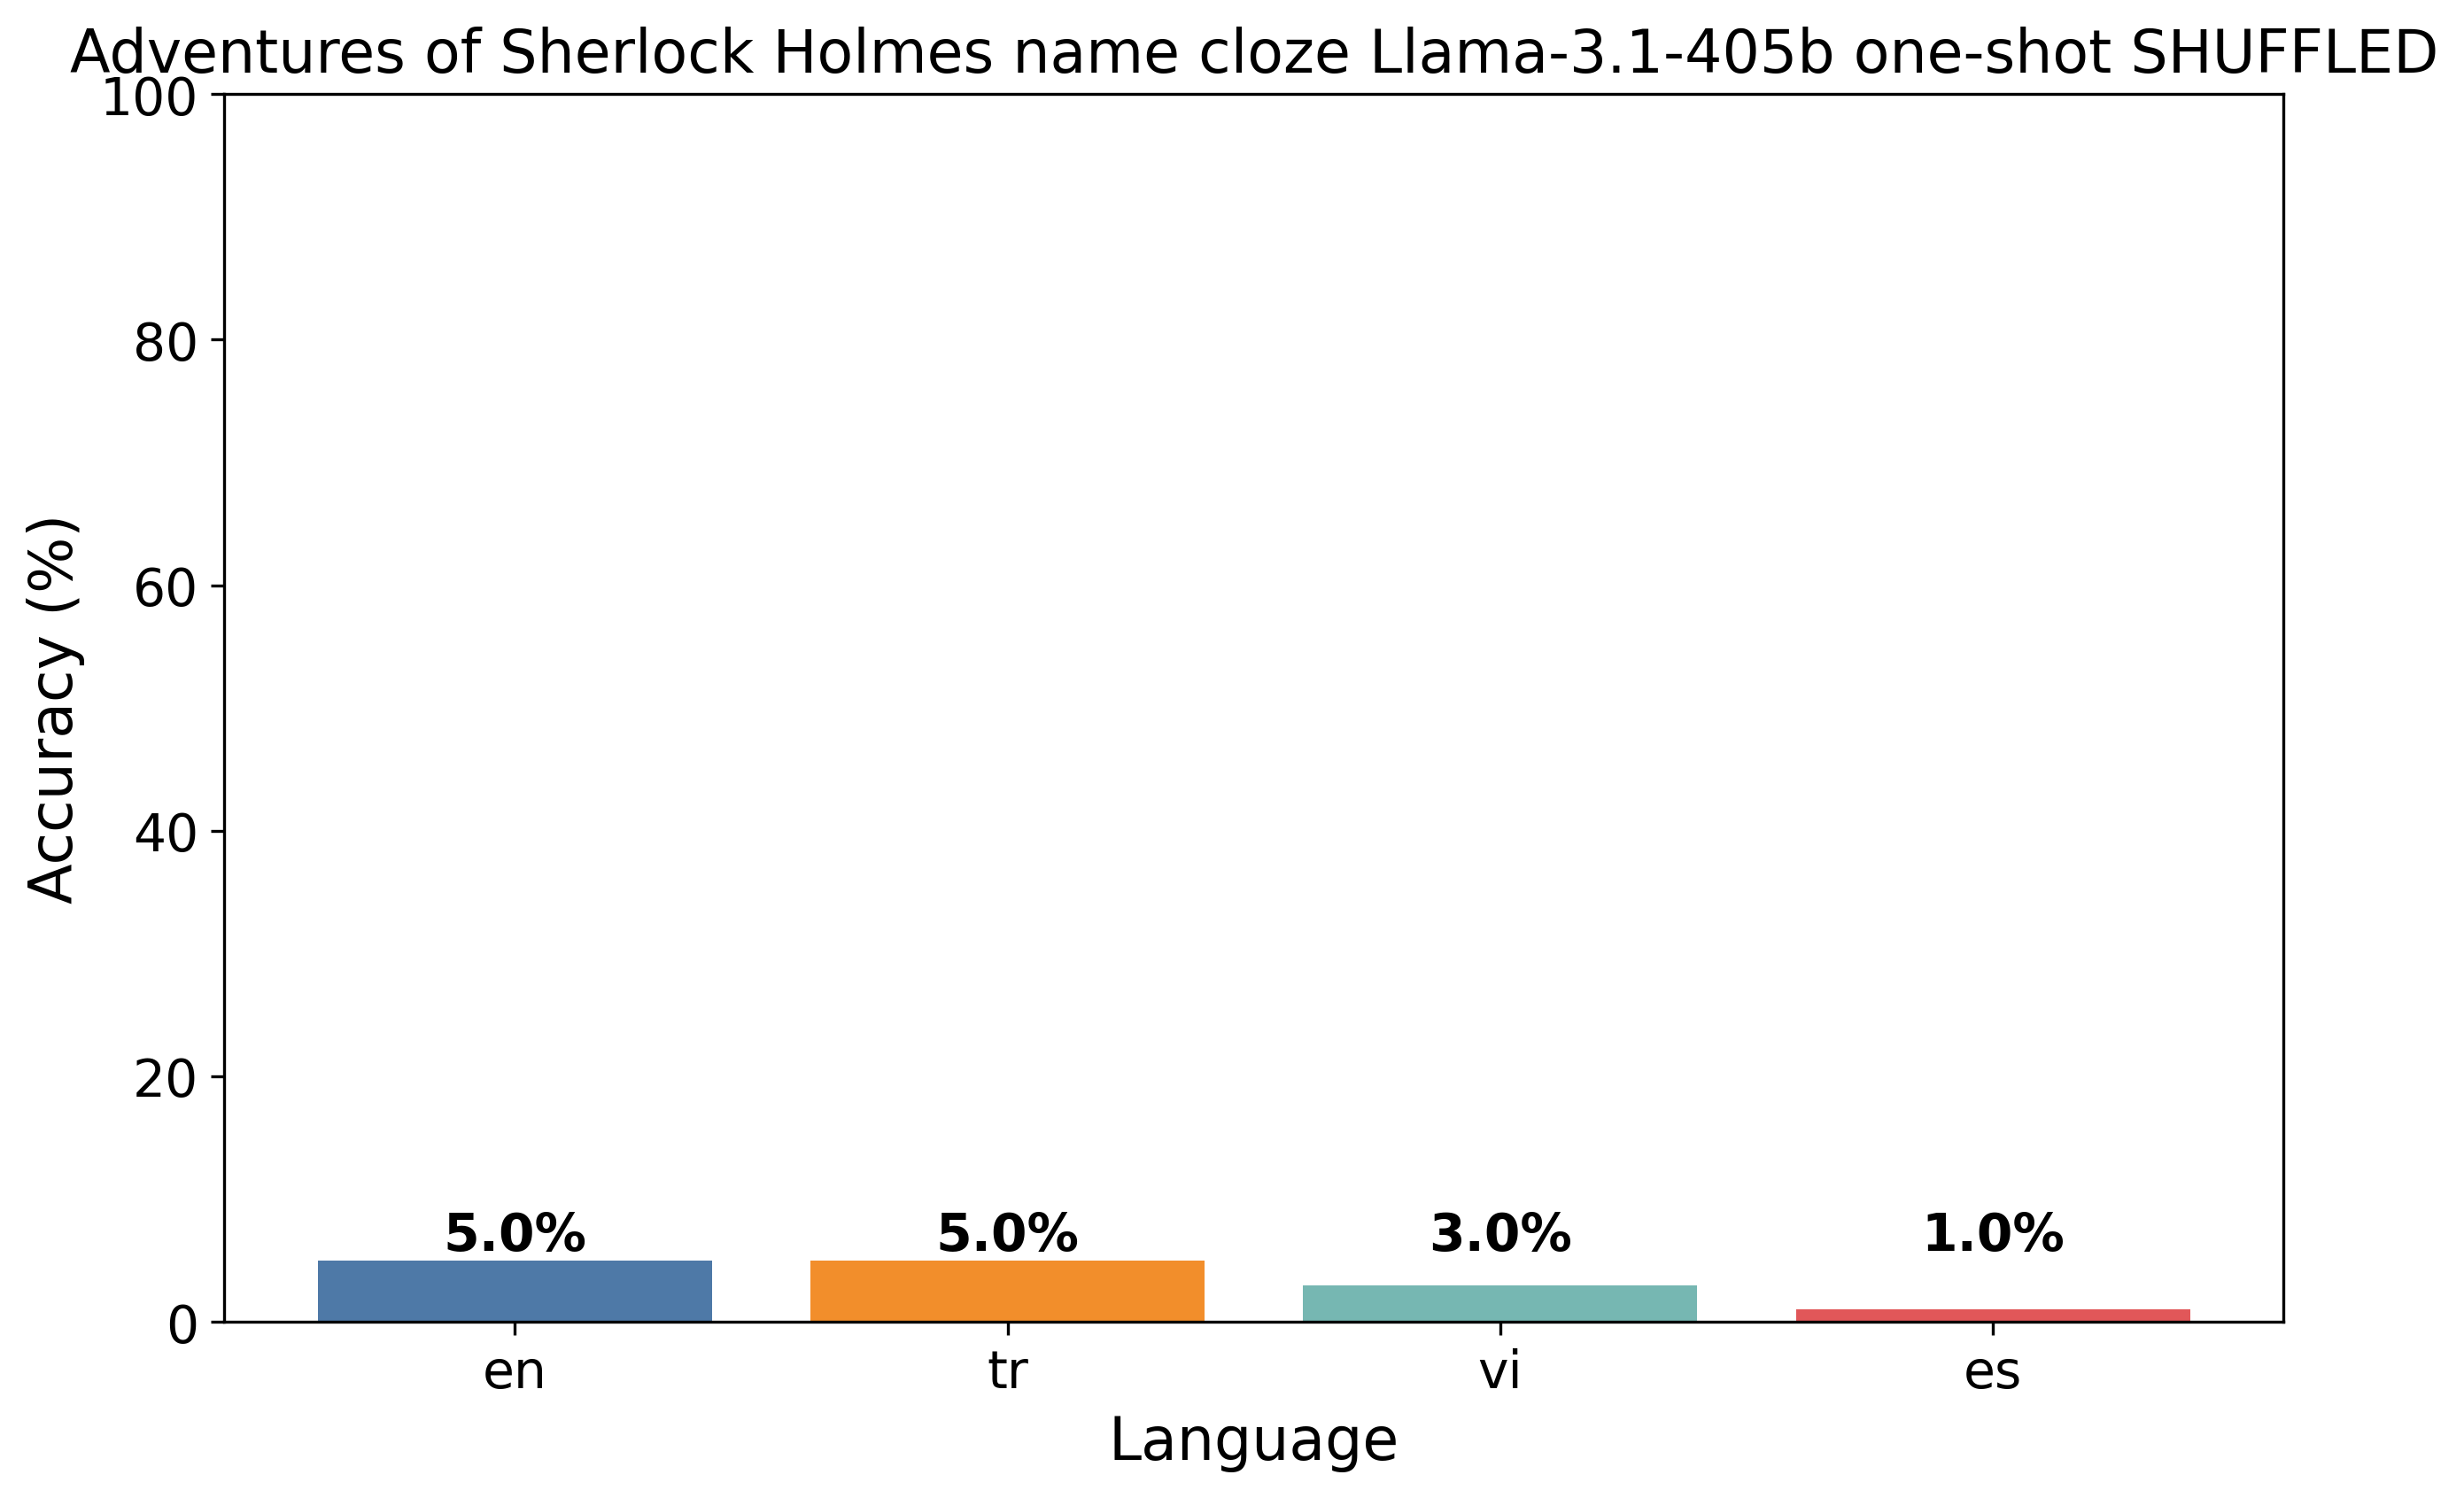 Adventures of Sherlock Holmes name cloze Llama-3.1-405b one-shot SHUFFLED
100
80
60
40
20
0
Accuracy (%)
5.0%
5.0%
3.0%
1.0%
en
tr
vi
es
Language